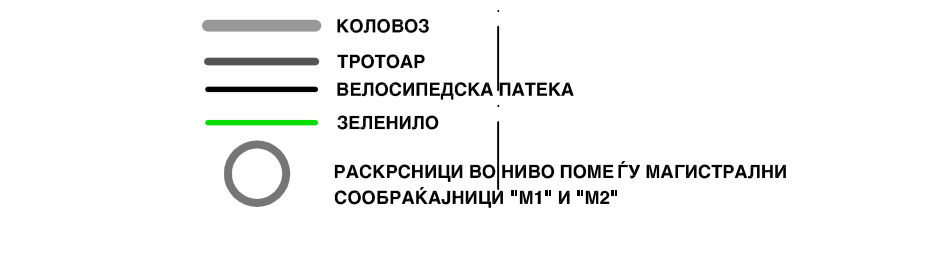 КОЛОВОЗ
ТРОТОАР
ВЕЛОСИПЕДСКА ПАТЕКА
ЗЕЛЕНИЛО
РАСКРСНИЦИ ВО НИВО ПОМЕЃУ МАГИСТРАЛНИ
СООБРАЌАЈНИЦИ "М1" И "М2"